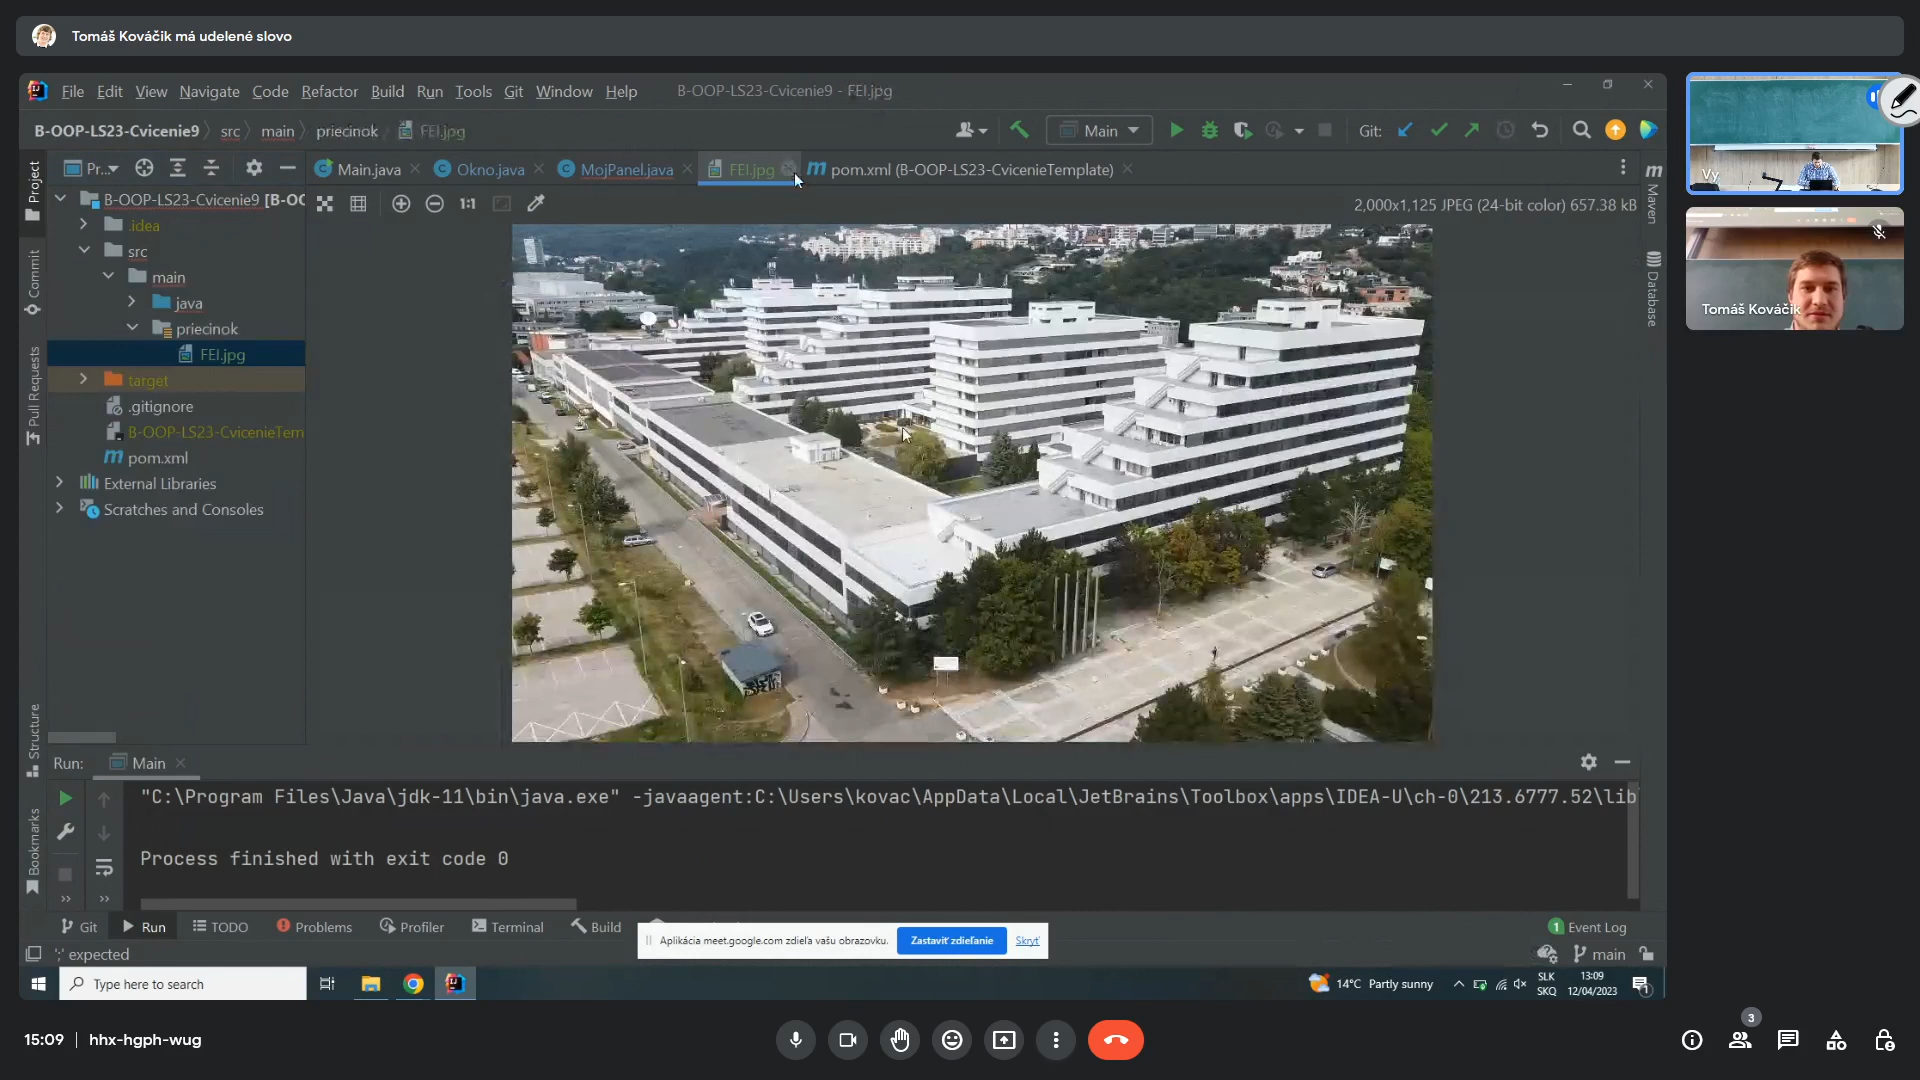 Tomáš Kováčik má udelené slovo
File Edit View Navigate Code Refactor Build Run Tools Git Window Help B-OOP-LS23-Cvicenie9 - FEI.jpg
B-OOP-LS23-Cvicenie9 src main priecinok FEI.jpg Main Git:
Pr... Main.java Okno.java MojPanel.java FEI.jpg pom.xml (B-OOP-LS23-CvicenieTemplate)
1:1 2,000x1,125 JPEG (24-bit color) 657.38 kB
Project
Commit
Pull Requests
Structure
Bookmarks
B-OOP-LS23-Cvicenie9 [B-OO
.idea
src
main
java
priecinok
FEI.jpg
target
.gitignore
B-OOP-LS23-CvicenieTem
pom.xml
External Libraries
Scratches and Consoles
Maven
Database
Run: Main
"C:\Program Files\Java\jdk-11\bin\java.exe" -javaagent:C:\Users\kovac\AppData\Local\JetBrains\Toolbox\apps\IDEA-U\ch-0\213.6777.52\lib
Process finished with exit code 0
Git Run TODO Problems Profiler Terminal Build
1 Event Log
Aplikácia meet.google.com zdieľa vašu obrazovku. Zastaviť zdieľanie Skryť
';' expected
main
Type here to search
14°C Partly sunny
SLK
SKQ
13:09
12/04/2023
1
Vy
Tomáš Kováčik
15:09 hhx-hgph-wug
3